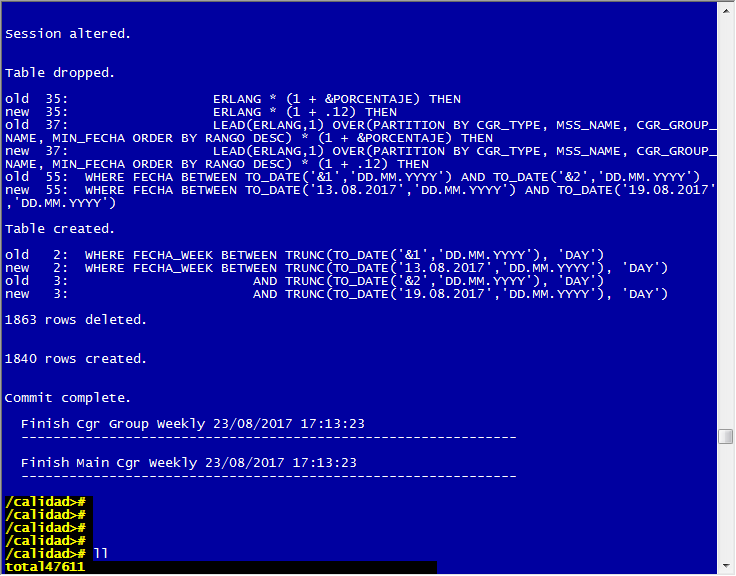 Session altered.
Table dropped.
old  35:                  ERLANG * (1 + &PORCENTAJE) THEN
new  35:                  ERLANG * (1 + .12) THEN
old  37:                  LEAD(ERLANG,1) OVER(PARTITION BY CGR_TYPE, MSS_NAME, CGR_GROUP_
NAME, MIN_FECHA ORDER BY RANGO DESC) * (1 + &PORCENTAJE) THEN
new  37:                  LEAD(ERLANG,1) OVER(PARTITION BY CGR_TYPE, MSS_NAME, CGR_GROUP_
NAME, MIN_FECHA ORDER BY RANGO DESC) * (1 + .12) THEN
old  55:  WHERE FECHA BETWEEN TO_DATE('&1','DD.MM.YYYY') AND TO_DATE('&2','DD.MM.YYYY')
new  55:  WHERE FECHA BETWEEN TO_DATE('13.08.2017','DD.MM.YYYY') AND TO_DATE('19.08.2017'
,'DD.MM.YYYY')
Table created.
old   2:  WHERE FECHA_WEEK BETWEEN TRUNC(TO_DATE('&1','DD.MM.YYYY'), 'DAY')
new   2:  WHERE FECHA_WEEK BETWEEN TRUNC(TO_DATE('13.08.2017','DD.MM.YYYY'), 'DAY')
old   3:                       AND TRUNC(TO_DATE('&2','DD.MM.YYYY'), 'DAY')
new   3:                       AND TRUNC(TO_DATE('19.08.2017','DD.MM.YYYY'), 'DAY')
1863 rows deleted.
1840 rows created.
Commit complete.
  Finish Cgr Group Weekly 23/08/2017 17:13:23
  --------------------------------------------------------------
  Finish Main Cgr Weekly 23/08/2017 17:13:23
  --------------------------------------------------------------
/calidad>#
/calidad>#
/calidad>#
/calidad>#
/calidad># ll
total47611